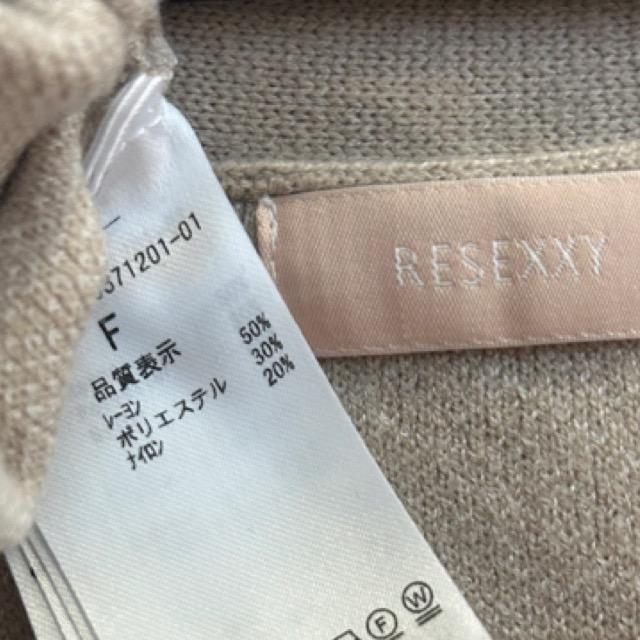 RESEXXY
371201-01
F
品質表示
レーヨン 50%
ポリエステル 30%
ナイロン 20%
F
W